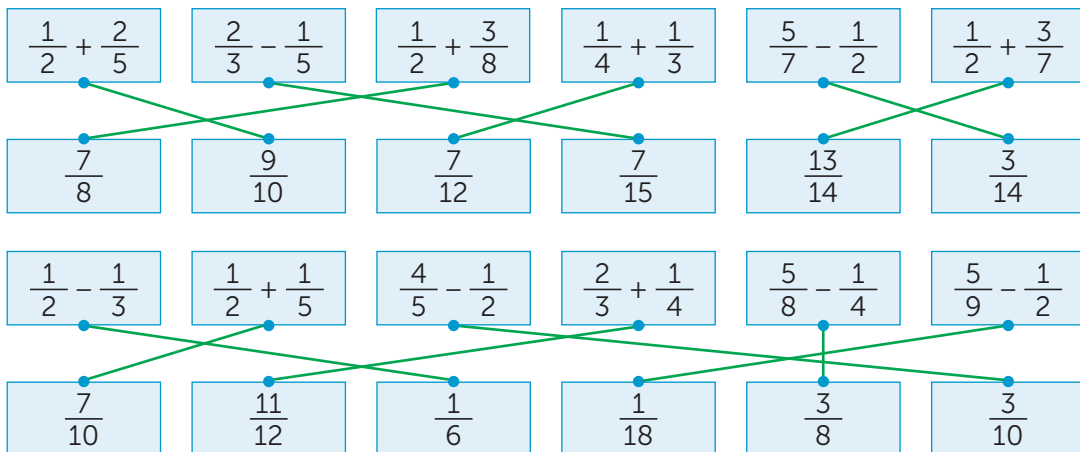 1/2 + 2/5 2/3 – 1/5 1/2 + 3/8 1/4 + 1/3 5/7 – 1/2 1/2 + 3/7
7/8 9/10 7/12 7/15 13/14 3/14
1/2 – 1/3 1/2 + 1/5 4/5 – 1/2 2/3 + 1/4 5/8 – 1/4 5/9 – 1/2
7/10 11/12 1/6 1/18 3/8 3/10